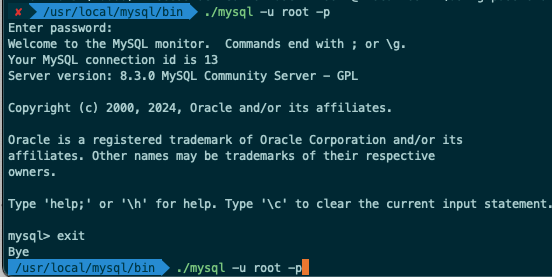 ✘ /usr/local/mysql/bin ./mysql -u root -p
Enter password:
Welcome to the MySQL monitor.  Commands end with ; or \g.
Your MySQL connection id is 13
Server version: 8.3.0 MySQL Community Server - GPL
Copyright (c) 2000, 2024, Oracle and/or its affiliates.
Oracle is a registered trademark of Oracle Corporation and/or its
affiliates. Other names may be trademarks of their respective
owners.
Type 'help;' or '\h' for help. Type '\c' to clear the current input statement.
mysql> exit
Bye
/usr/local/mysql/bin ./mysql -u root -p